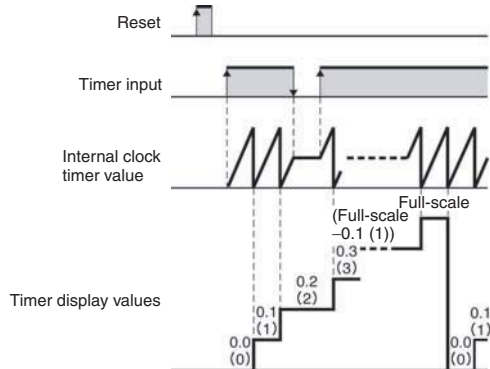 Reset
Timer input
Internal clock
timer value
Full-scale
(Full-scale
−0.1 (1))
0.3
(3)
0.2
(2)
0.1
(1)
0.0
(0)
Timer display values
0.0
(0)
0.1
(1)